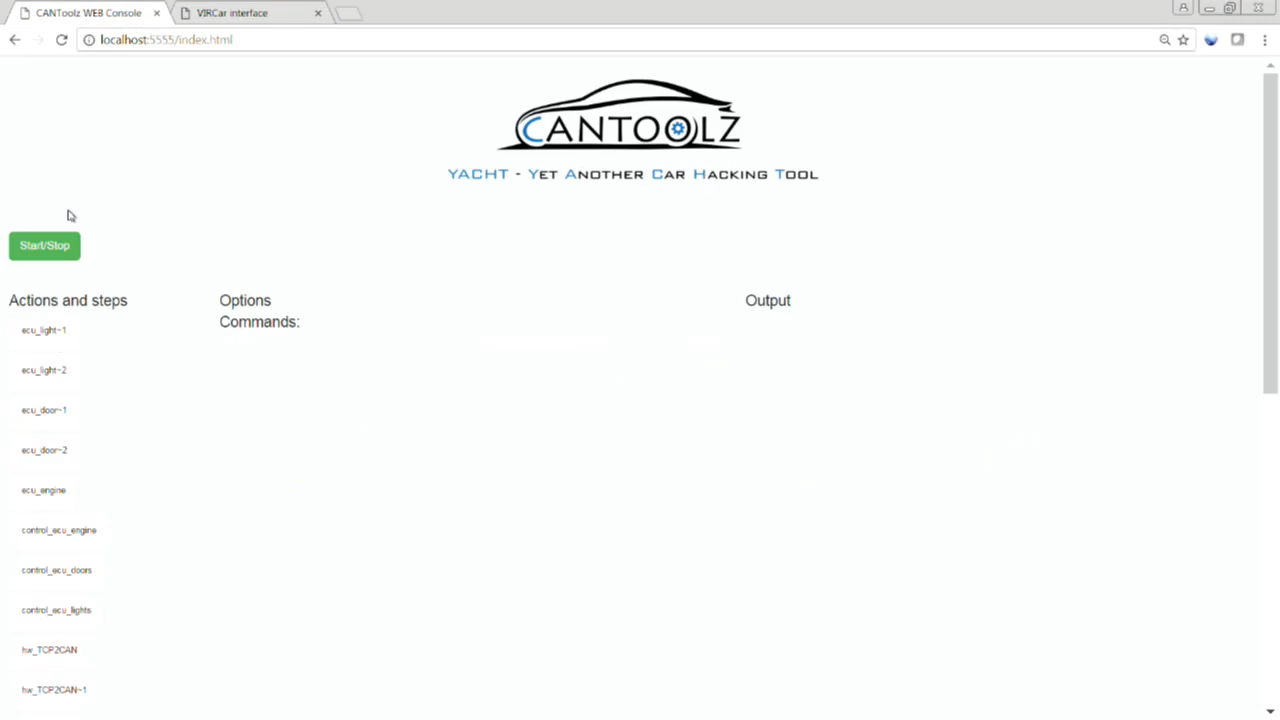 CANToolz WEB Console
VIRCar interface
localhost:5555/index.html
CANTOOLZ
YACHT - YET ANOTHER CAR HACKING TOOL
Start/Stop
Actions and steps
Options
Output
Commands:
ecu_light~1
ecu_light~2
ecu_door~1
ecu_door~2
ecu_engine
control_ecu_engine
control_ecu_doors
control_ecu_lights
hw_TCP2CAN
hw_TCP2CAN~1